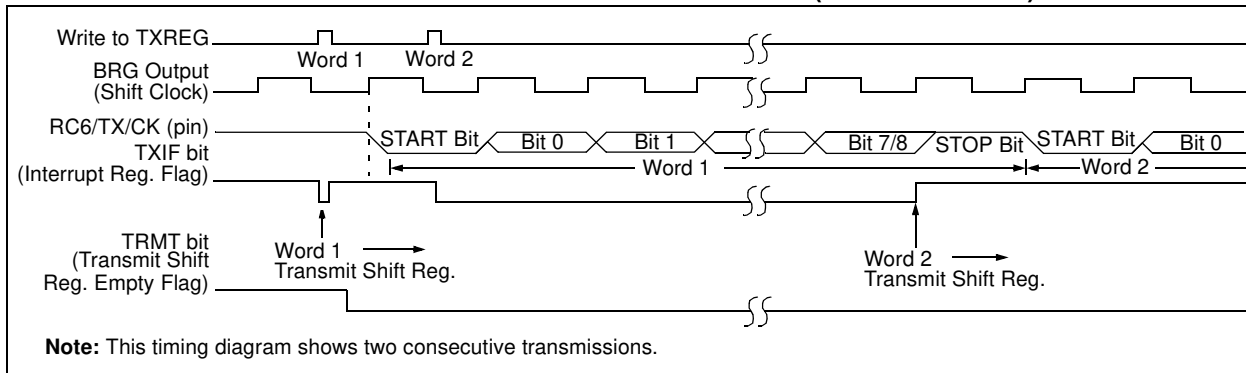 Write to TXREG
Word 1 Word 2
BRG Output
(Shift Clock)
RC6/TX/CK (pin)
START Bit Bit 0 Bit 1 Bit 7/8 STOP Bit START Bit Bit 0
Word 1 Word 2
TXIF bit
(Interrupt Reg. Flag)
Word 1
Transmit Shift Reg.
Word 2
Transmit Shift Reg.
TRMT bit
(Transmit Shift
Reg. Empty Flag)
Note: This timing diagram shows two consecutive transmissions.